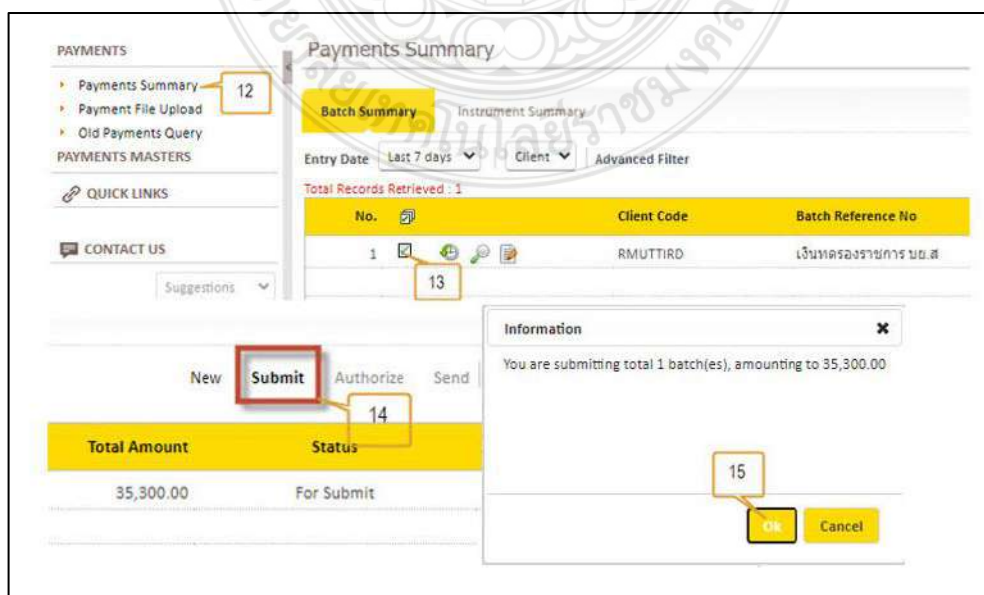 PAYMENTS
Payments Summary
12
Payment File Upload
Old Payments Query
PAYMENTS MASTERS
QUICK LINKS
CONTACT US
Suggestions
Payments Summary
Batch Summary Instrument Summary
Entry Date Last 7 days Client Advanced Filter
Total Records Retrieved : 1
No. Client Code Batch Reference No
1 RMUTTIRD เงินทดรองราชการ บย.ส
13
New Submit Authorize Send
14
Total Amount Status
35,300.00 For Submit
Information
You are submitting total 1 batch(es), amounting to 35,300.00
15
Ok Cancel